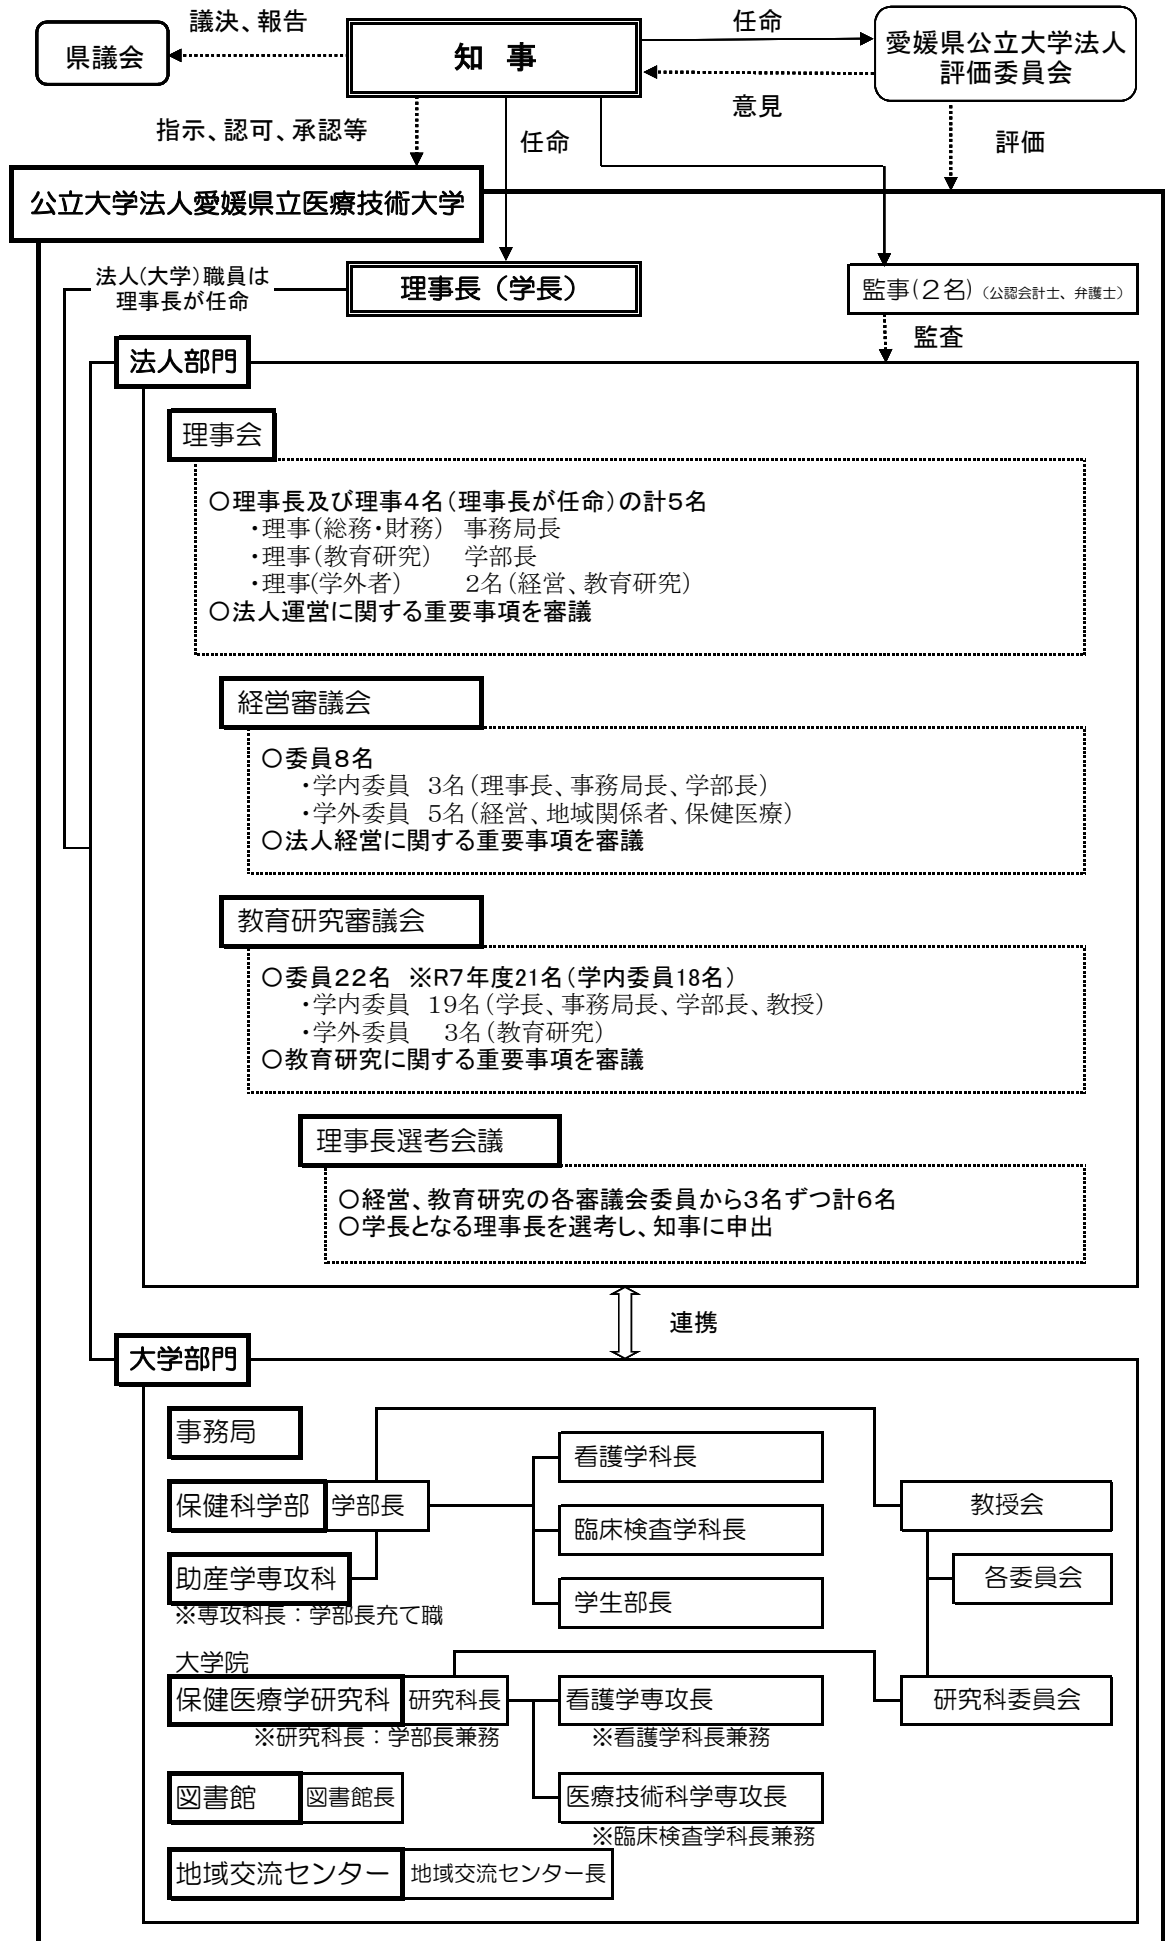 議決、報告
任命
県議会
知 事
愛媛県公立大学法人
評価委員会
意見
指示、認可、承認等
任命
評価
公立大学法人愛媛県立医療技術大学
法人(大学)職員は
理事長が任命
理事長（学長）
監事(２名)（公認会計士、弁護士）
監査
法人部門
理事会
○理事長及び理事４名(理事長が任命)の計５名
・理事(総務・財務) 事務局長
・理事(教育研究) 学部長
・理事(学外者) 2名(経営、教育研究)
○法人運営に関する重要事項を審議
経営審議会
○委員８名
・学内委員 3名(理事長、事務局長、学部長)
・学外委員 5名(経営、地域関係者、保健医療)
○法人経営に関する重要事項を審議
教育研究審議会
○委員２２名 ※R７年度21名(学内委員18名)
・学内委員 19名(学長、事務局長、学部長、教授)
・学外委員 3名(教育研究)
○教育研究に関する重要事項を審議
理事長選考会議
○経営、教育研究の各審議会委員から３名ずつ計６名
○学長となる理事長を選考し、知事に申出
連携
大学部門
事務局
看護学科長
保健科学部
学部長
教授会
臨床検査学科長
助産学専攻科
各委員会
学生部長
※専攻科長：学部長充て職
大学院
保健医療学研究科
研究科長
看護学専攻長
研究科委員会
※研究科長：学部長兼務
※看護学科長兼務
図書館
図書館長
医療技術科学専攻長
※臨床検査学科長兼務
地域交流センター
地域交流センター長